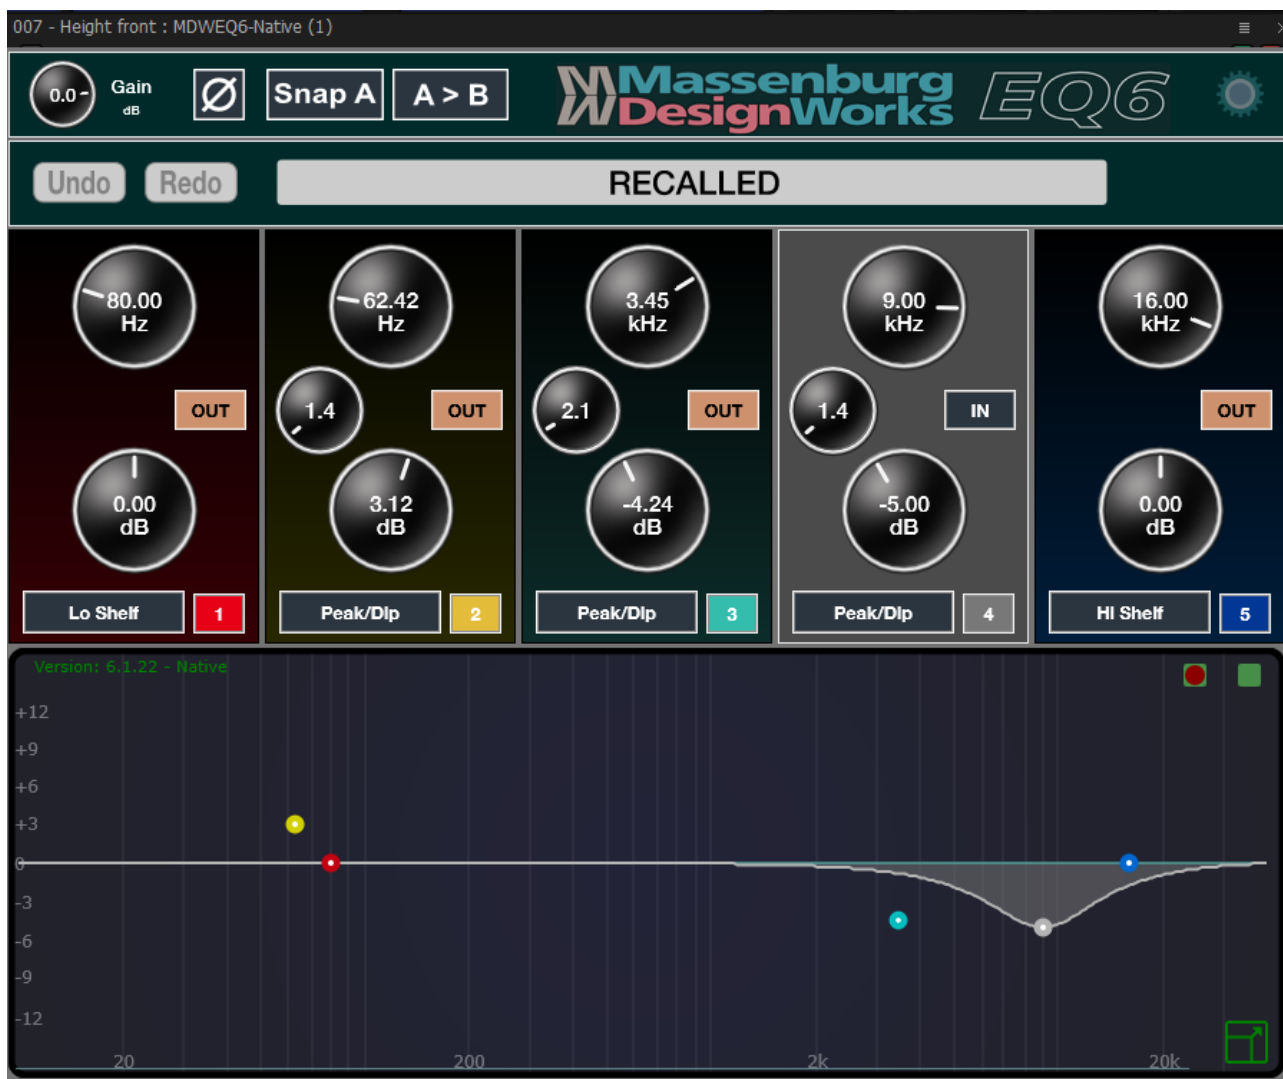 007 - Height front : MDWEQ6-Native (1)
0.0
Gain
dB
Ø
Snap A
A > B
Massenburg
DesignWorks
EQ6
Undo
Redo
RECALLED
80.00
Hz
62.42
Hz
3.45
kHz
9.00
kHz
16.00
kHz
OUT
1.4
OUT
2.1
OUT
1.4
IN
OUT
0.00
dB
3.12
dB
-4.24
dB
-5.00
dB
0.00
dB
Lo Shelf
1
Peak/DIp
2
Peak/DIp
3
Peak/DIp
4
HI Shelf
5
Version: 6.1.22 - Native
+12
+9
+6
+3
0
-3
-6
-9
-12
20
200
2k
20k